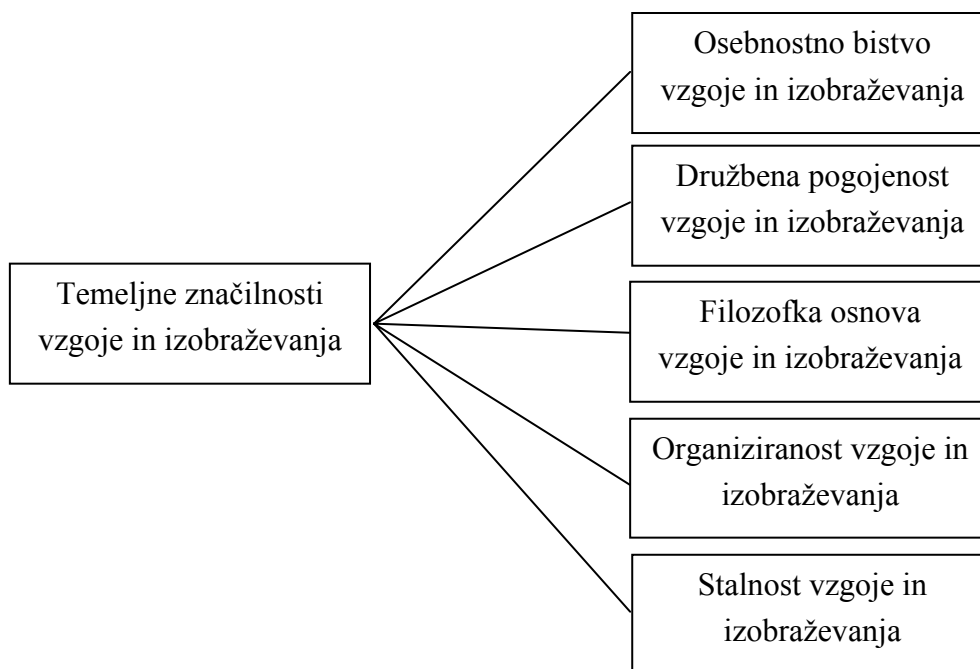 Temeljne značilnosti
vzgoje in izobraževanja
Osebnostno bistvo
vzgoje in izobraževanja
Družbena pogojenost
vzgoje in izobraževanja
Filozofka osnova
vzgoje in izobraževanja
Organiziranost vzgoje in
izobraževanja
Stalnost vzgoje in
izobraževanja